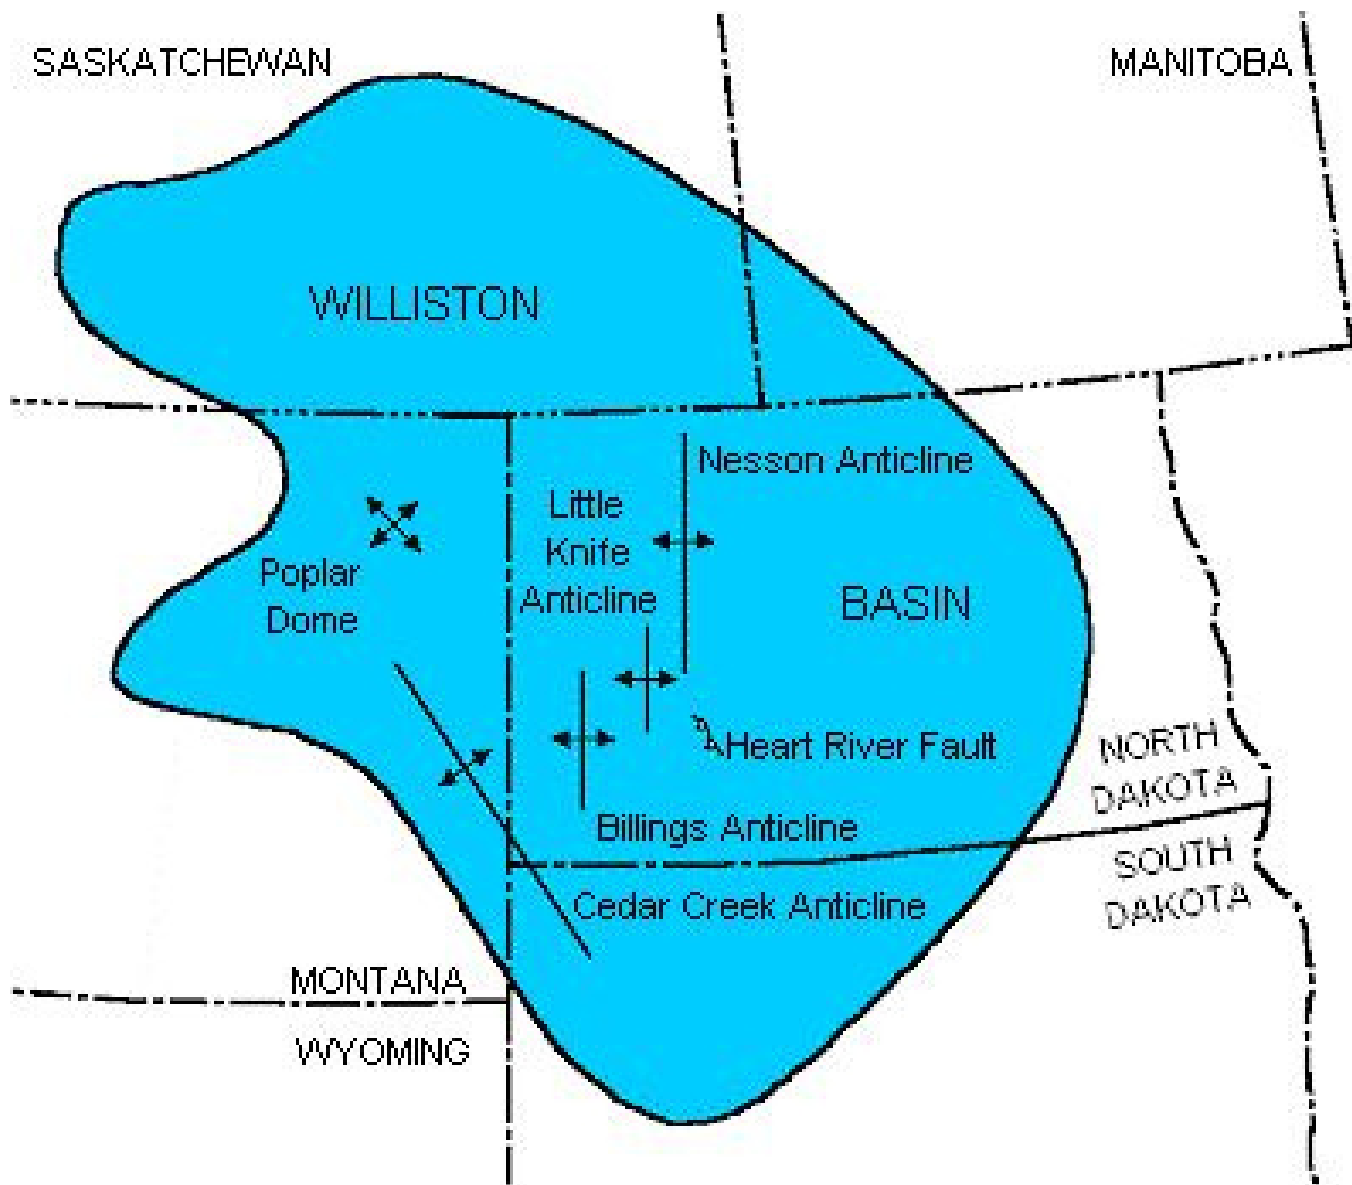 SASKATCHEWAN
MANITOBA
WILLISTON
Nesson Anticline
Little
Knife
Anticline
Poplar
Dome
BASIN
Heart River Fault
NORTH
DAKOTA
Billings Anticline
SOUTH
DAKOTA
Cedar Creek Anticline
MONTANA
WYOMING